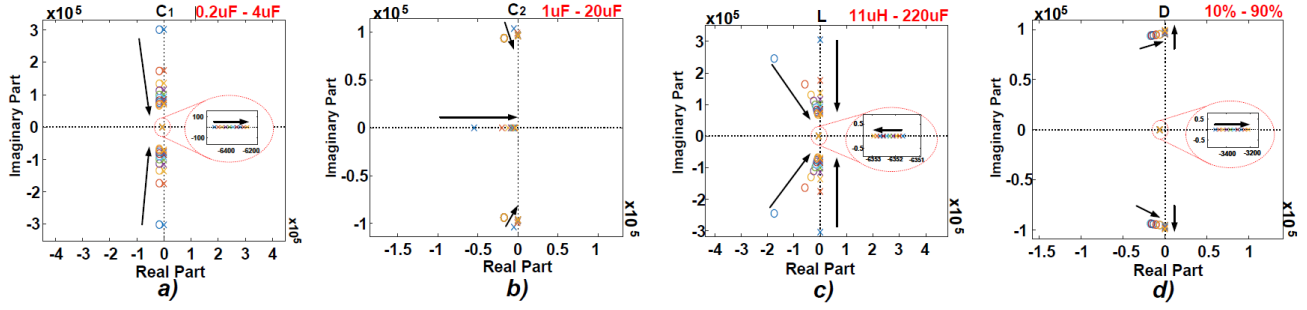 x10⁵ C₁ 0.2uF - 4uF
3
2
1
0
-1
-2
-3
Imaginary Part
100
-100
-6400 -6200
-4 -3 -2 -1 0 1 2 3 4
x10⁵
Real Part
a)
x10⁵ C₂ 1uF - 20uF
1
0.5
0
-0.5
-1
Imaginary Part
-1.5 -1 -0.5 0 0.5 1
x10⁵
Real Part
b)
x10⁵ L 11uH - 220uF
3
2
1
0
-1
-2
-3
Imaginary Part
0.5
-0.5
-6353 -6352 -6351
-4 -3 -2 -1 0 1 2 3 4
x10⁵
Real Part
c)
x10⁵ D 10% - 90%
1
0.5
0
-0.5
-1
Imaginary Part
0.5
-0.5
-3400 -3200
-1.5 -1 -0.5 0 0.5 1
x10⁵
Real Part
d)